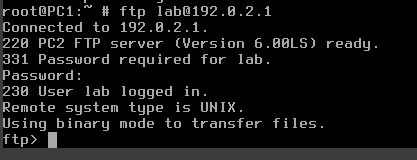 root@PC1:~ # ftp lab@192.0.2.1
Connected to 192.0.2.1.
220 PC2 FTP server (Version 6.00LS) ready.
331 Password required for lab.
Password:
230 User lab logged in.
Remote system type is UNIX.
Using binary mode to transfer files.
ftp>